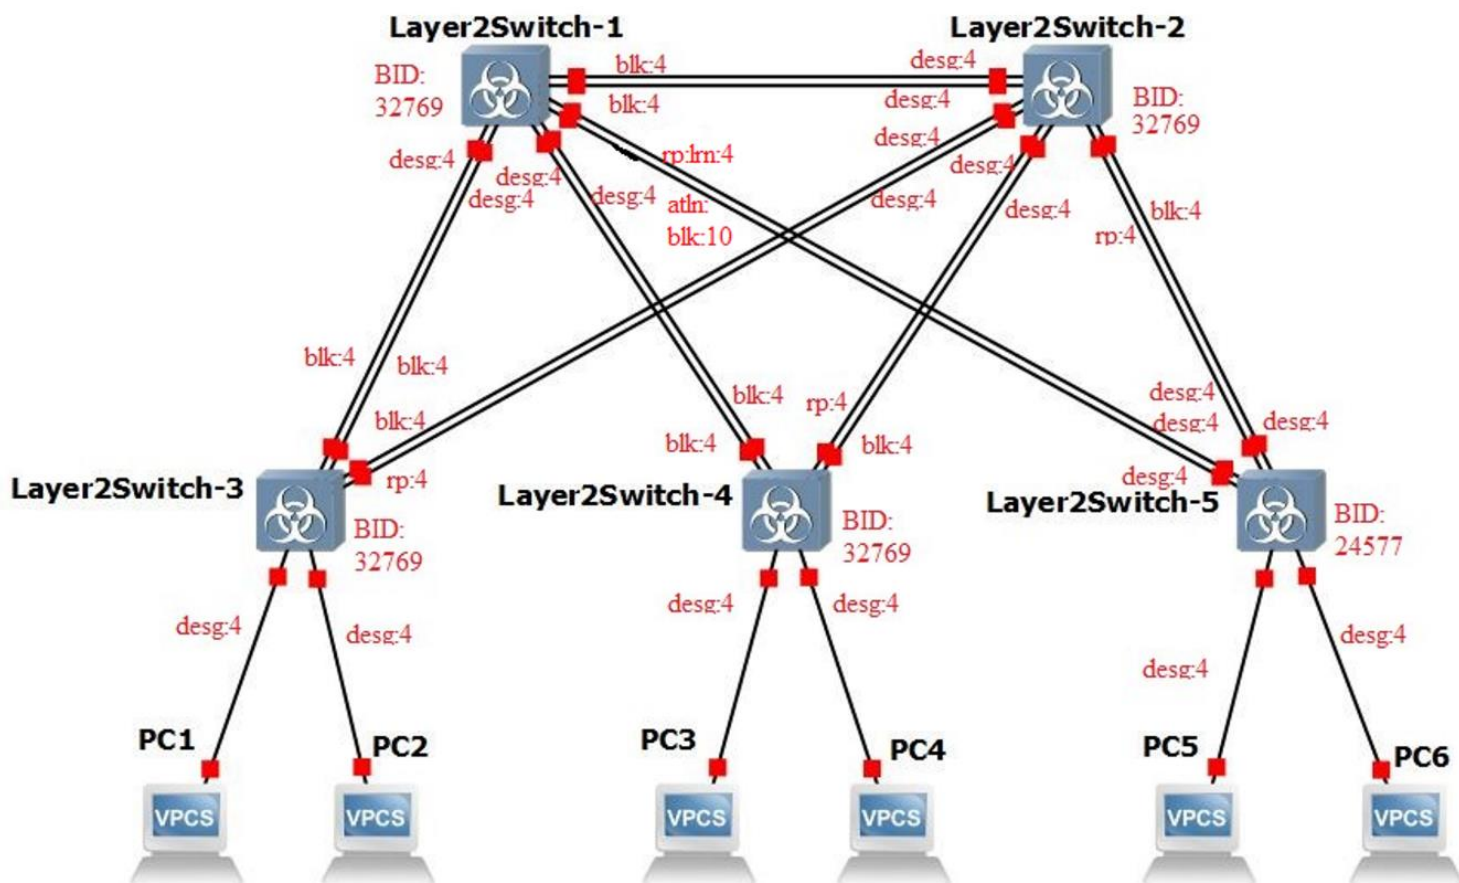 Layer2Switch-1
Layer2Switch-2
BID:
32769
blk:4
desg:4
blk:4
desg:4
BID:
32769
desg:4
desg:4
desg:4
desg:4
desg:4
rp:lrn:4
atln:
blk:10
desg:4
desg:4
desg:4
blk:4
rp:4
blk:4
blk:4
blk:4
rp:4
blk:4
rp:4
blk:4
blk:4
desg:4
desg:4
desg:4
desg:4
Layer2Switch-3
Layer2Switch-4
Layer2Switch-5
BID:
32769
BID:
32769
BID:
24577
desg:4
desg:4
desg:4
desg:4
desg:4
desg:4
PC1
PC2
PC3
PC4
PC5
PC6
VPCS
VPCS
VPCS
VPCS
VPCS
VPCS